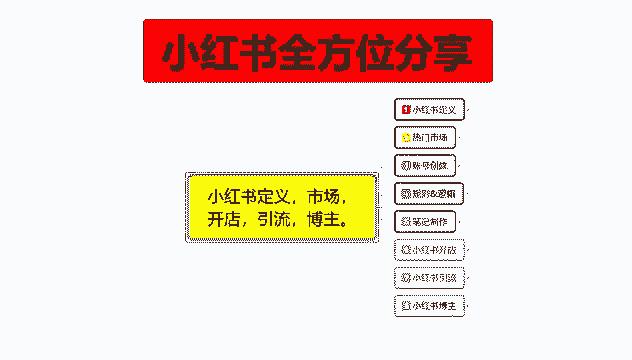 小红书全方位分享
小红书定义
热门市场
账号创建
小红书定义，市场，
开店，引流，博主。
规则&逻辑
笔记制作
小红书开店
小红书引流
小红书博主